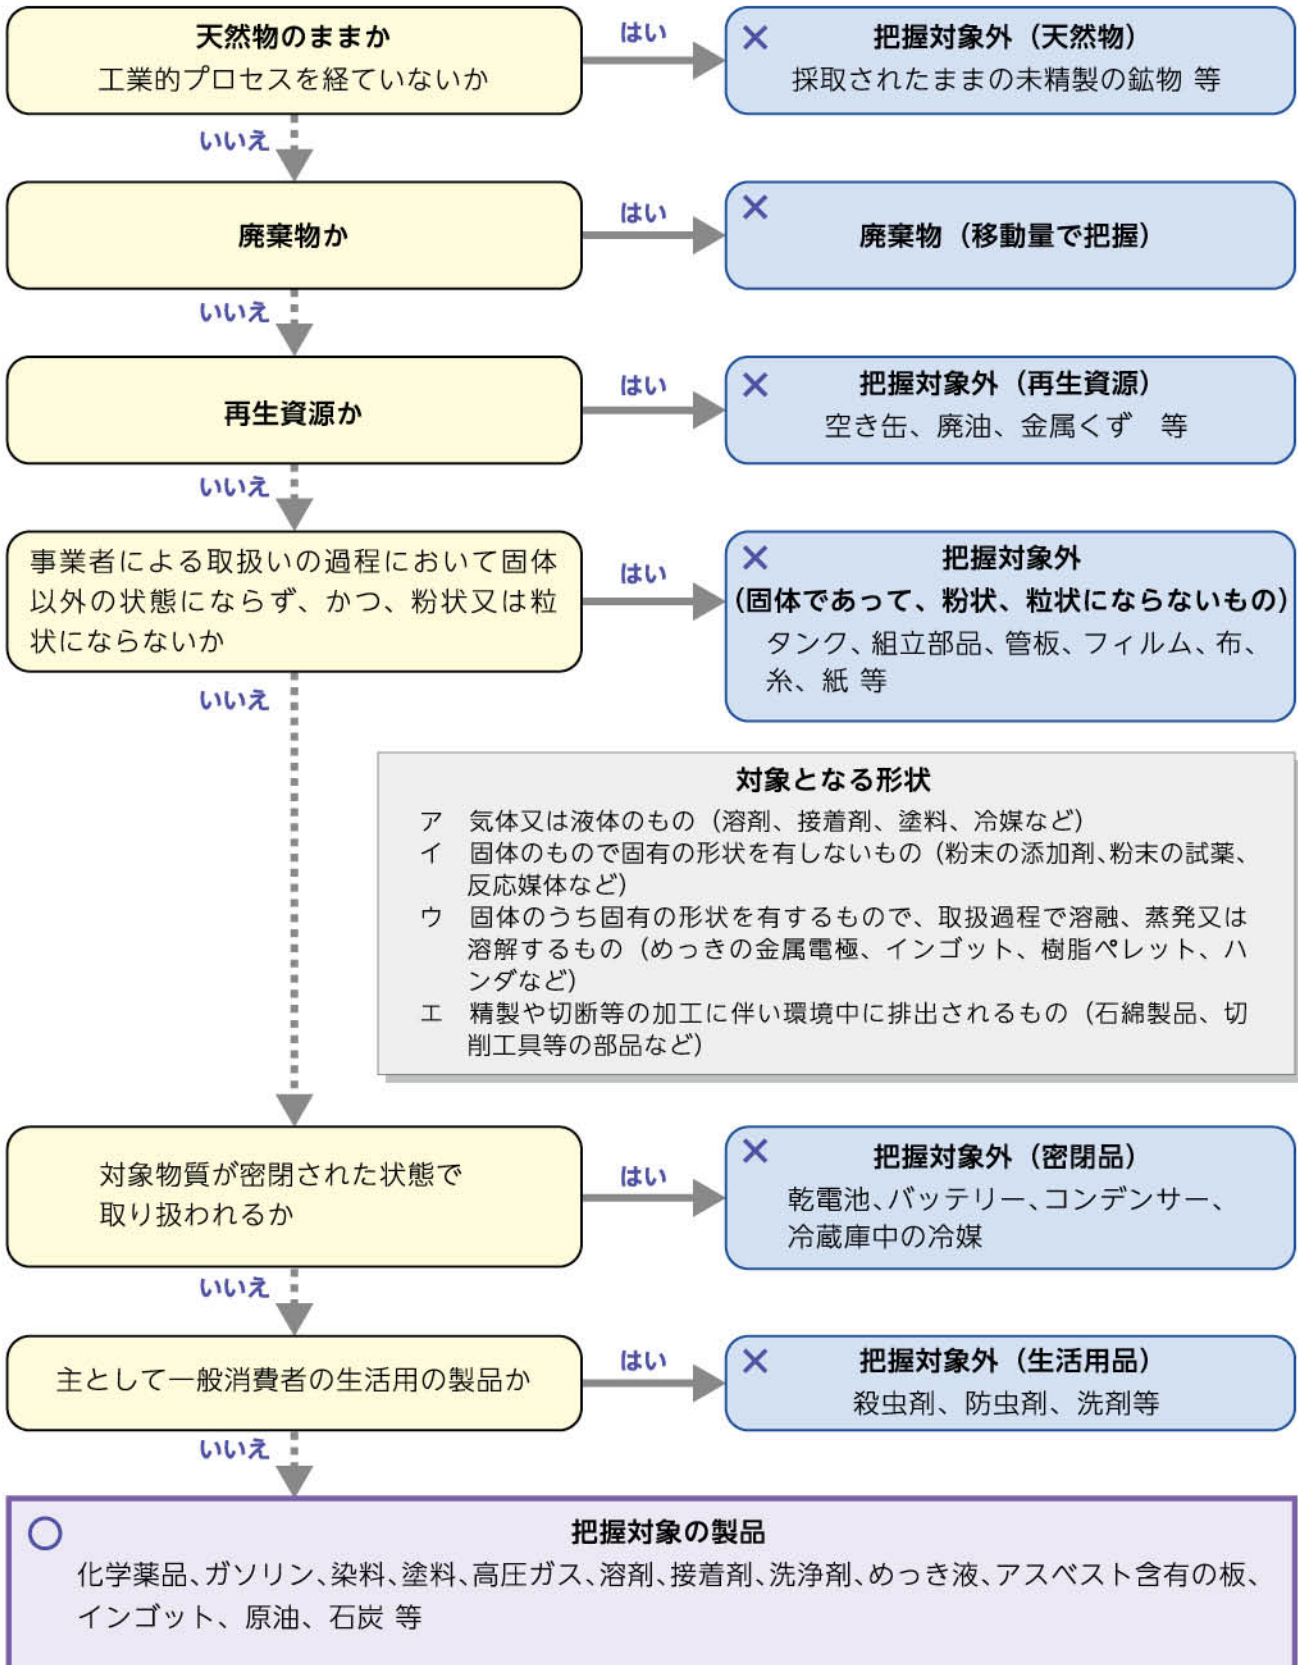 天然物のままか
工業的プロセスを経ていないか
はい
× 把握対象外（天然物）
採取されたままの未精製の鉱物 等
いいえ
廃棄物か
はい
× 廃棄物（移動量で把握）
いいえ
再生資源か
はい
× 把握対象外（再生資源）
空き缶、廃油、金属くず　等
いいえ
事業者による取扱いの過程において固体
以外の状態にならず、かつ、粉状又は粒
状にならないか
はい
× 把握対象外
（固体であって、粉状、粒状にならないもの）
タンク、組立部品、管板、フィルム、布、
糸、紙 等
いいえ
対象となる形状
ア　気体又は液体のもの（溶剤、接着剤、塗料、冷媒など）
イ　固体のもので固有の形状を有しないもの（粉末の添加剤、粉末の試薬、
反応媒体など）
ウ　固体のうち固有の形状を有するもので、取扱過程で溶融、蒸発又は
溶解するもの（めっきの金属電極、インゴット、樹脂ペレット、ハ
ンダなど）
エ　精製や切断等の加工に伴い環境中に排出されるもの（石綿製品、切
削工具等の部品など）
対象物質が密閉された状態で
取り扱われるか
はい
× 把握対象外（密閉品）
乾電池、バッテリー、コンデンサー、
冷蔵庫中の冷媒
いいえ
主として一般消費者の生活用の製品か
はい
× 把握対象外（生活用品）
殺虫剤、防虫剤、洗剤等
いいえ
○ 把握対象の製品
化学薬品、ガソリン、染料、塗料、高圧ガス、溶剤、接着剤、洗浄剤、めっき液、アスベスト含有の板、
インゴット、原油、石炭 等